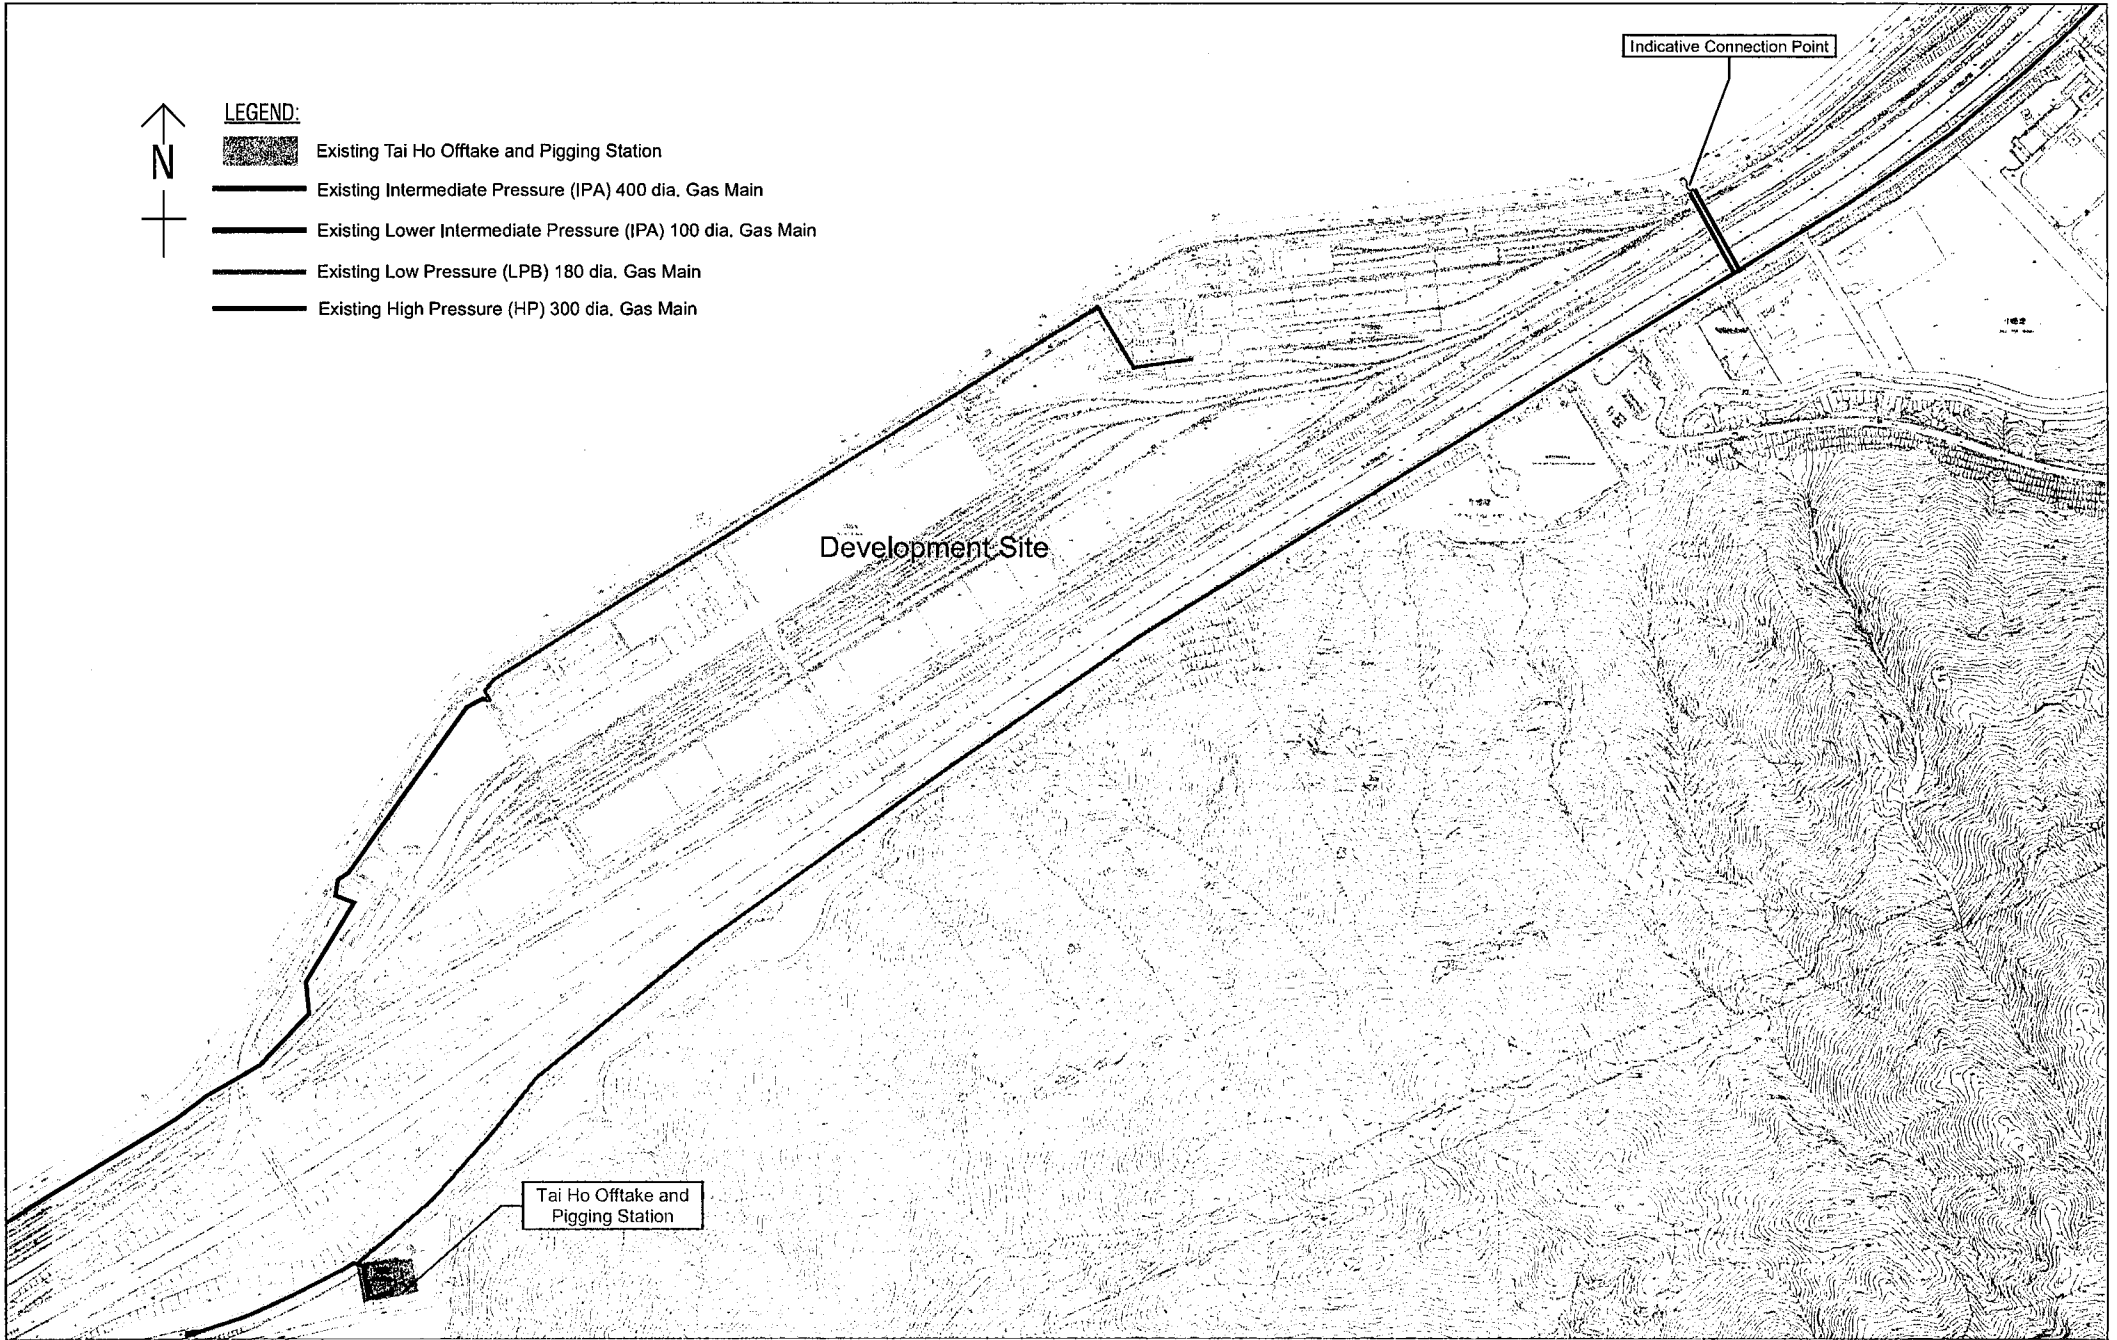 Indicative Connection Point
LEGEND:
N
Existing Tai Ho Offtake and Pigging Station
Existing Intermediate Pressure (IPA) 400 dia. Gas Main
Existing Lower Intermediate Pressure (IPA) 100 dia. Gas Main
Existing Low Pressure (LPB) 180 dia. Gas Main
Existing High Pressure (HP) 300 dia. Gas Main
Development Site
Tai Ho Offtake and
Pigging Station